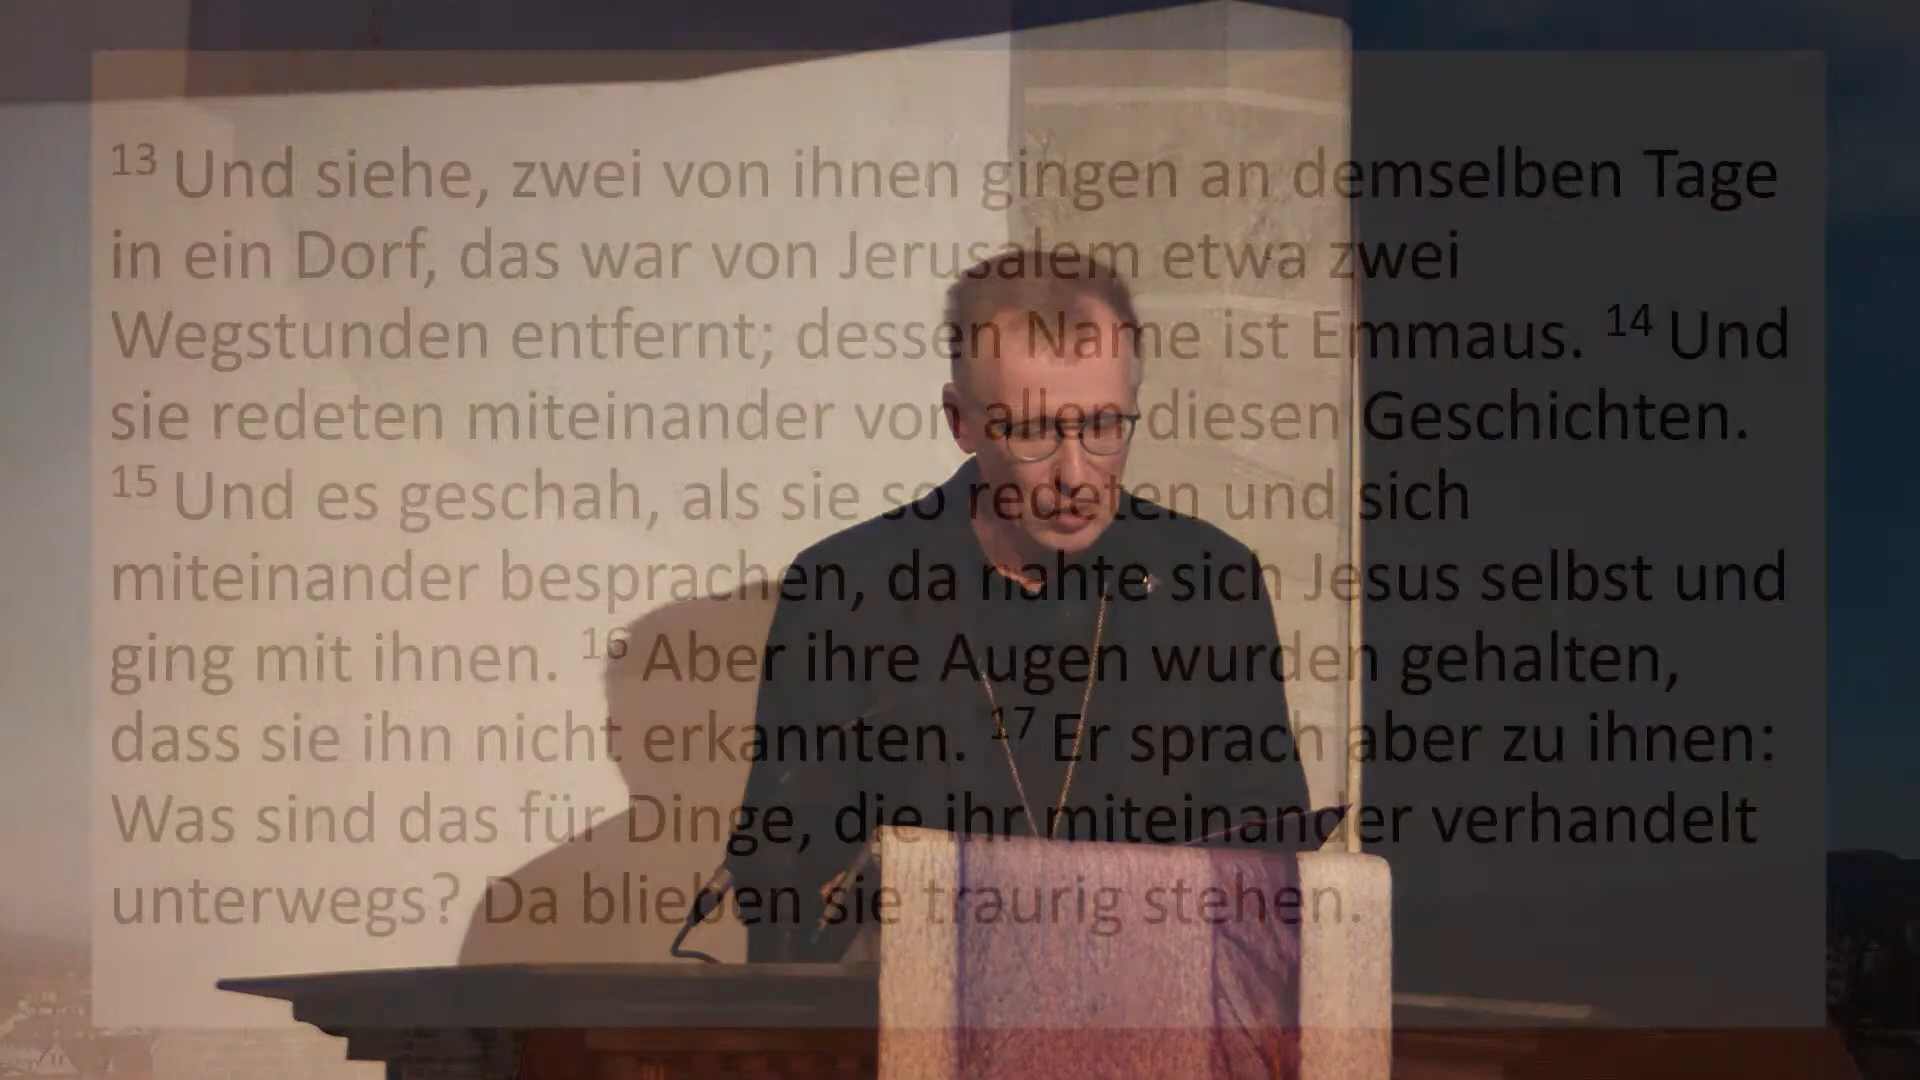 13 Und siehe, zwei von ihnen gingen an demselben Tage
in ein Dorf, das war von Jerusalem etwa zwei
Wegstunden entfernt; dessen Name ist Emmaus. 14 Und
sie redeten miteinander von allen diesen Geschichten.
15 Und es geschah, als sie so redeten und sich
miteinander besprachen, da nahte sich Jesus selbst und
ging mit ihnen. 16 Aber ihre Augen wurden gehalten,
dass sie ihn nicht erkannten. 17 Er sprach aber zu ihnen:
Was sind das für Dinge, die ihr miteinander verhandelt
unterwegs? Da blieben sie traurig stehen.